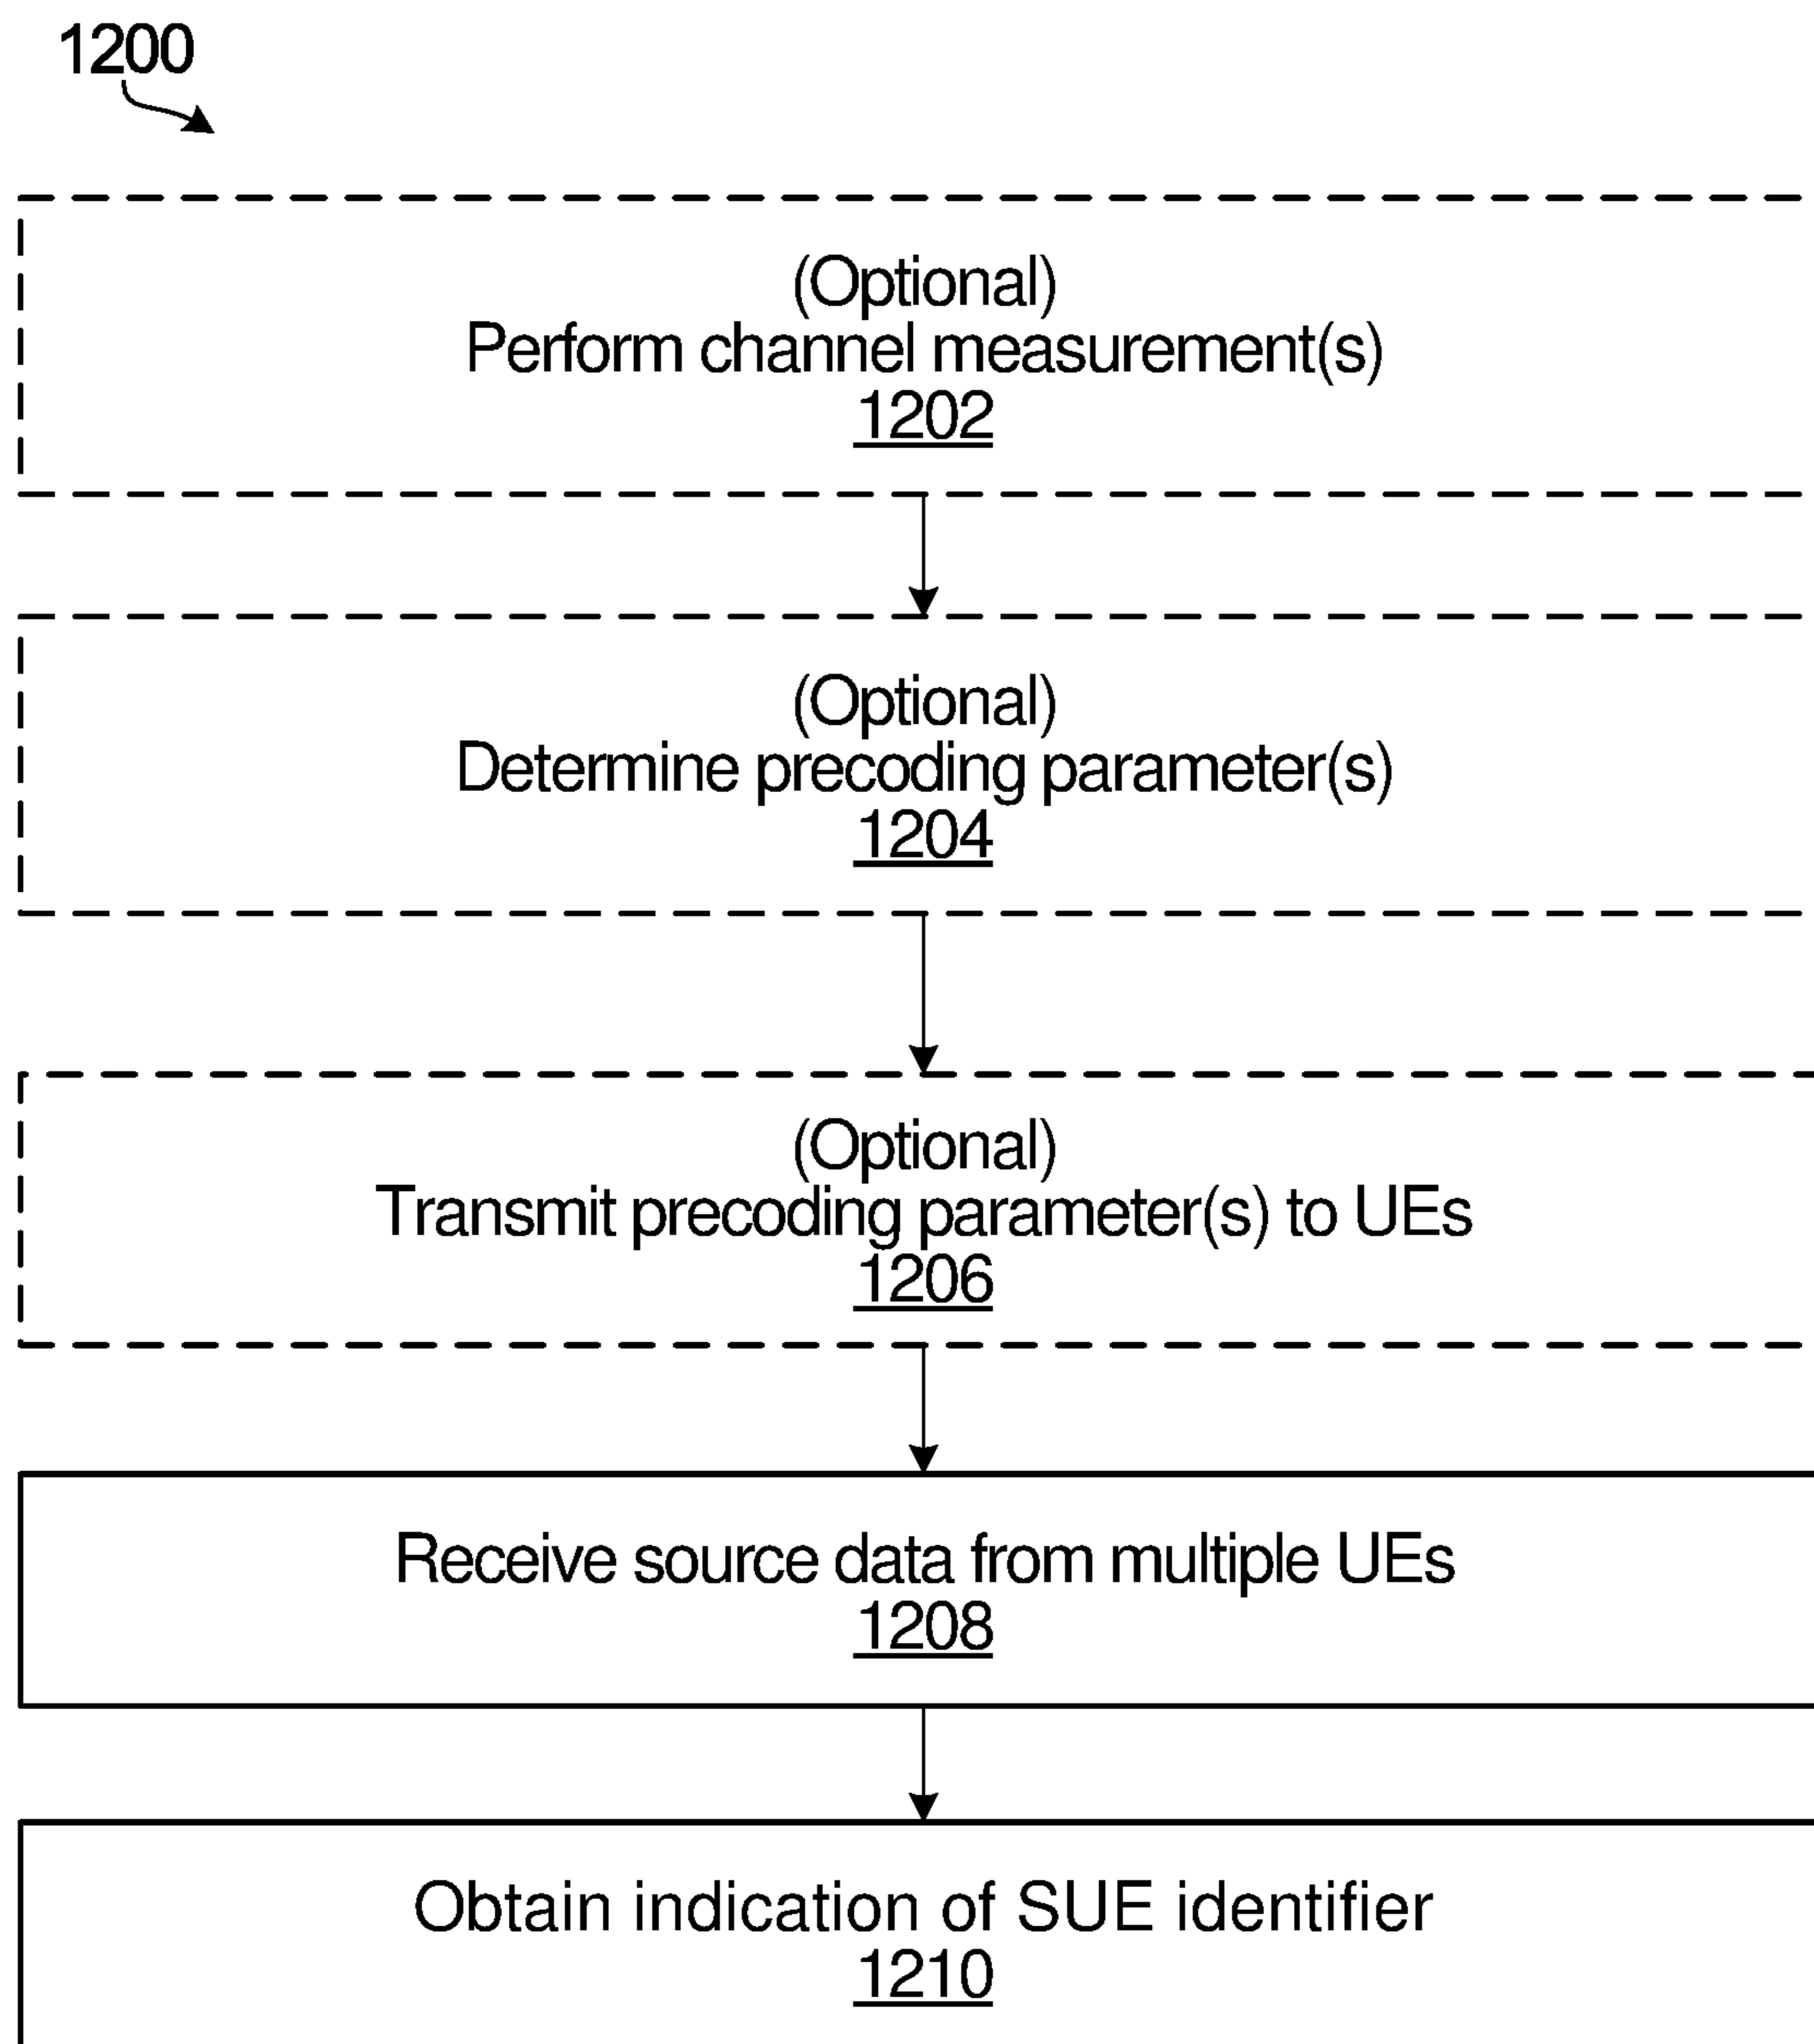 1200
(Optional)
Perform channel measurement(s)
1202
(Optional)
Determine precoding parameter(s)
1204
(Optional)
Transmit precoding parameter(s) to UEs
1206
Receive source data from multiple UEs
1208
Obtain indication of SUE identifier
1210